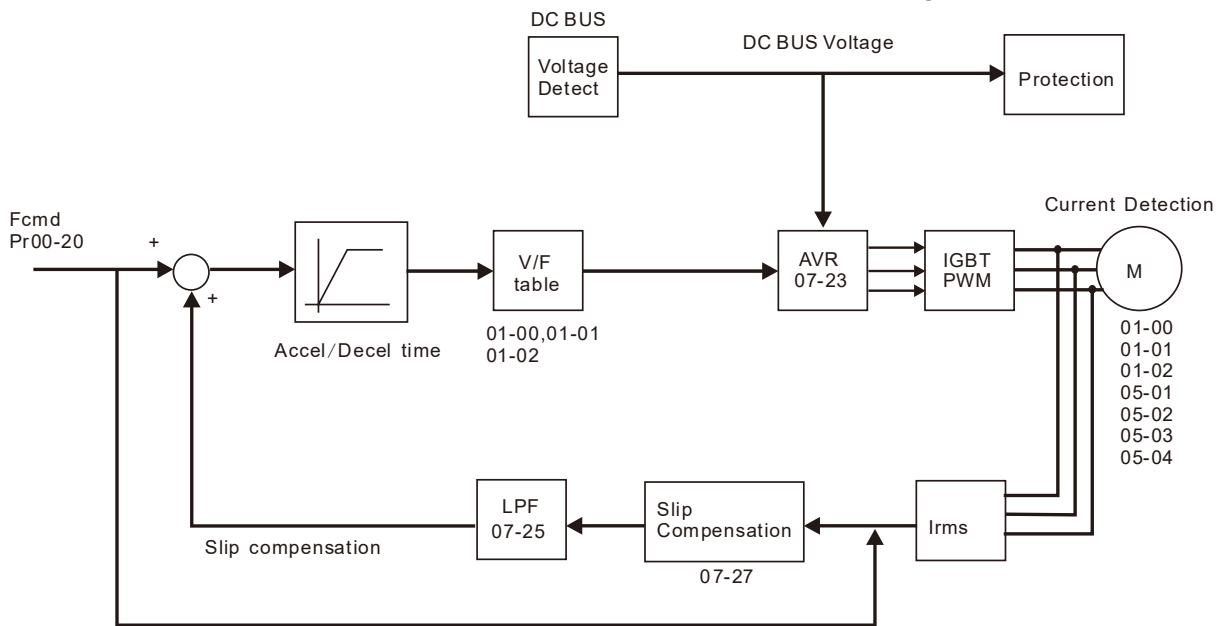 DC BUS
Voltage
Detect
DC BUS Voltage
Protection
Fcmd
Pr00-20
+
+
Accel/Decel time
V/F
table
01-00,01-01
01-02
AVR
07-23
IGBT
PWM
Current Detection
M
01-00
01-01
01-02
05-01
05-02
05-03
05-04
Slip compensation
LPF
07-25
Slip
Compensation
07-27
Irms